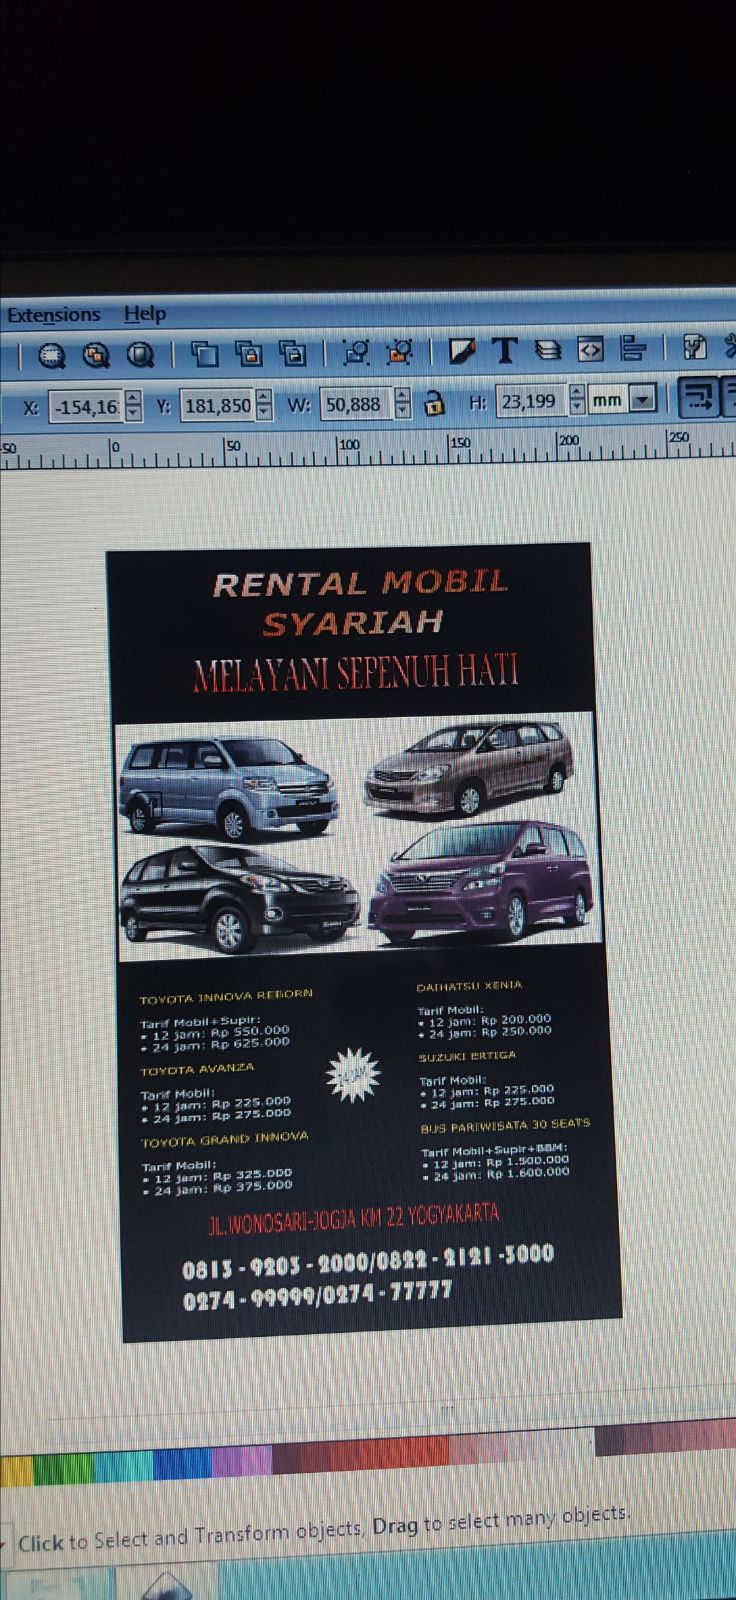 Extensions Help
X: -154,16 Y: 181,850 W: 50,888 H: 23,199 mm
-50 0 50 100 150 200 250
RENTAL MOBIL
SYARIAH
MELAYANI SEPENUH HATI
TOYOTA INNOVA REBORN
Tarif Mobil+Supir:
• 12 jam: Rp 550.000
• 24 jam: Rp 625.000
TOYOTA AVANZA
Tarif Mobil:
• 12 jam: Rp 225.000
• 24 jam: Rp 275.000
TOYOTA GRAND INNOVA
Tarif Mobil:
• 12 jam: Rp 325.000
• 24 jam: Rp 375.000
24 JAM
DAIHATSU XENIA
Tarif Mobil:
• 12 jam: Rp 200.000
• 24 jam: Rp 250.000
SUZUKI ERTIGA
Tarif Mobil:
• 12 jam: Rp 225.000
• 24 jam: Rp 275.000
BUS PARIWISATA 30 SEATS
Tarif Mobil+Supir+BBM:
• 12 jam: Rp 1.500.000
• 24 jam: Rp 1.600.000
JL.WONOSARI-JOGJA KM 22 YOGYAKARTA
0813 - 9203 - 2000/0822 - 2121 -3000
0274 - 99999/0274 - 77777
Click to Select and Transform objects, Drag to select many objects.